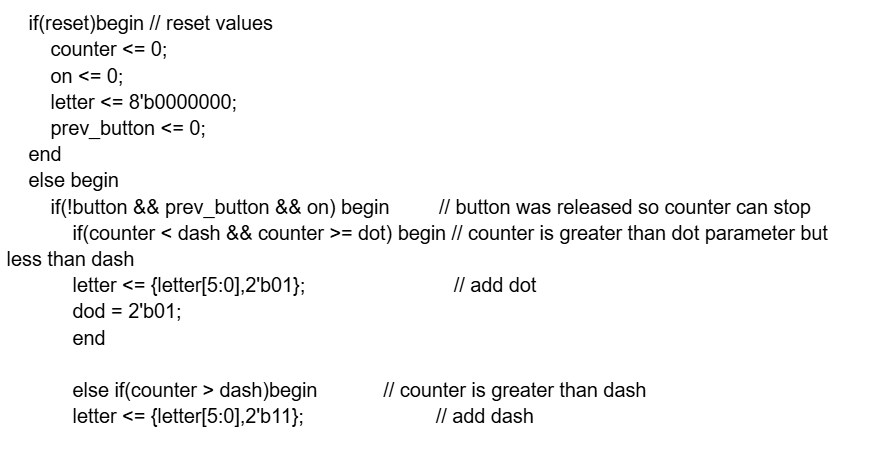 if(reset)begin // reset values
counter <= 0;
on <= 0;
letter <= 8'b0000000;
prev_button <= 0;
end
else begin
if(!button && prev_button && on) begin // button was released so counter can stop
if(counter < dash && counter >= dot) begin // counter is greater than dot parameter but
less than dash
letter <= {letter[5:0],2'b01}; // add dot
dod = 2'b01;
end
else if(counter > dash)begin // counter is greater than dash
letter <= {letter[5:0],2'b11}; // add dash